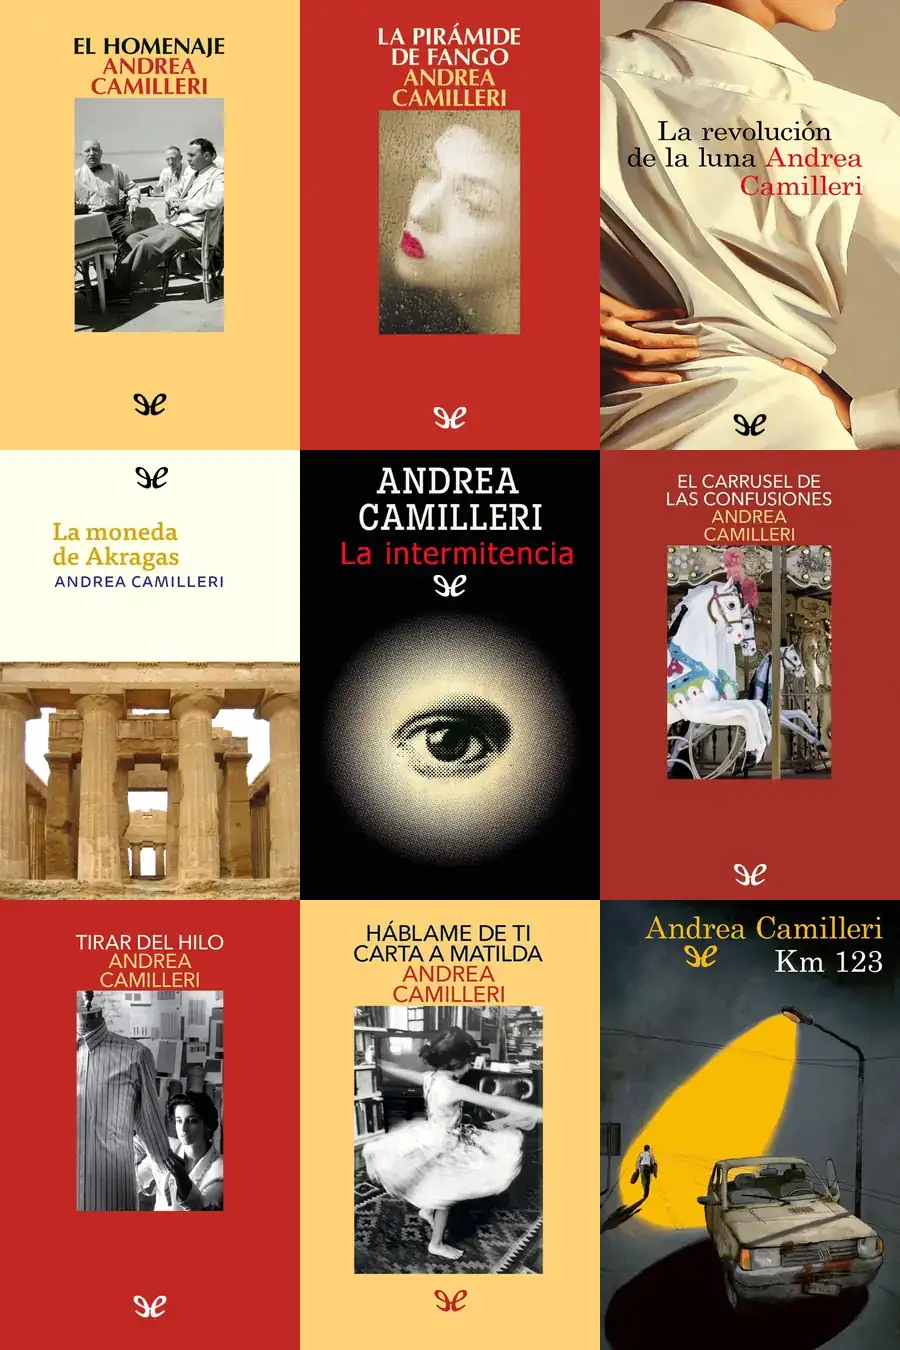 EL HOMENAJE
ANDREA
CAMILLERI
LA PIRÁMIDE
DE FANGO
ANDREA
CAMILLERI
La revolución
de la luna Andrea
Camilleri
La moneda
de Akragas
ANDREA CAMILLERI
ANDREA
CAMILLERI
La intermitencia
EL CARRUSEL DE
LAS CONFUSIONES
ANDREA
CAMILLERI
TIRAR DEL HILO
ANDREA
CAMILLERI
HÁBLAME DE TI
CARTA A MATILDA
ANDREA
CAMILLERI
Andrea Camilleri
Km 123